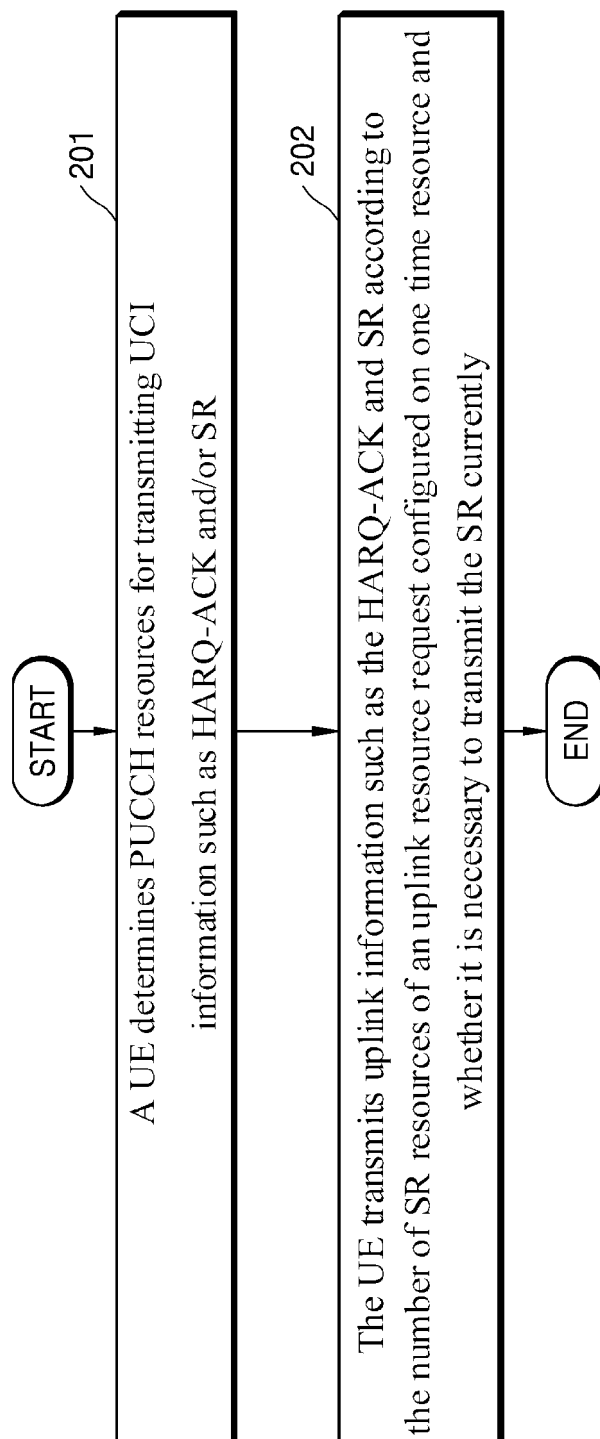 START
201
A UE determines PUCCH resources for transmitting UCI
information such as HARQ-ACK and/or SR
202
The UE transmits uplink information such as the HARQ-ACK and SR according to
the number of SR resources of an uplink resource request configured on one time resource and
whether it is necessary to transmit the SR currently
END